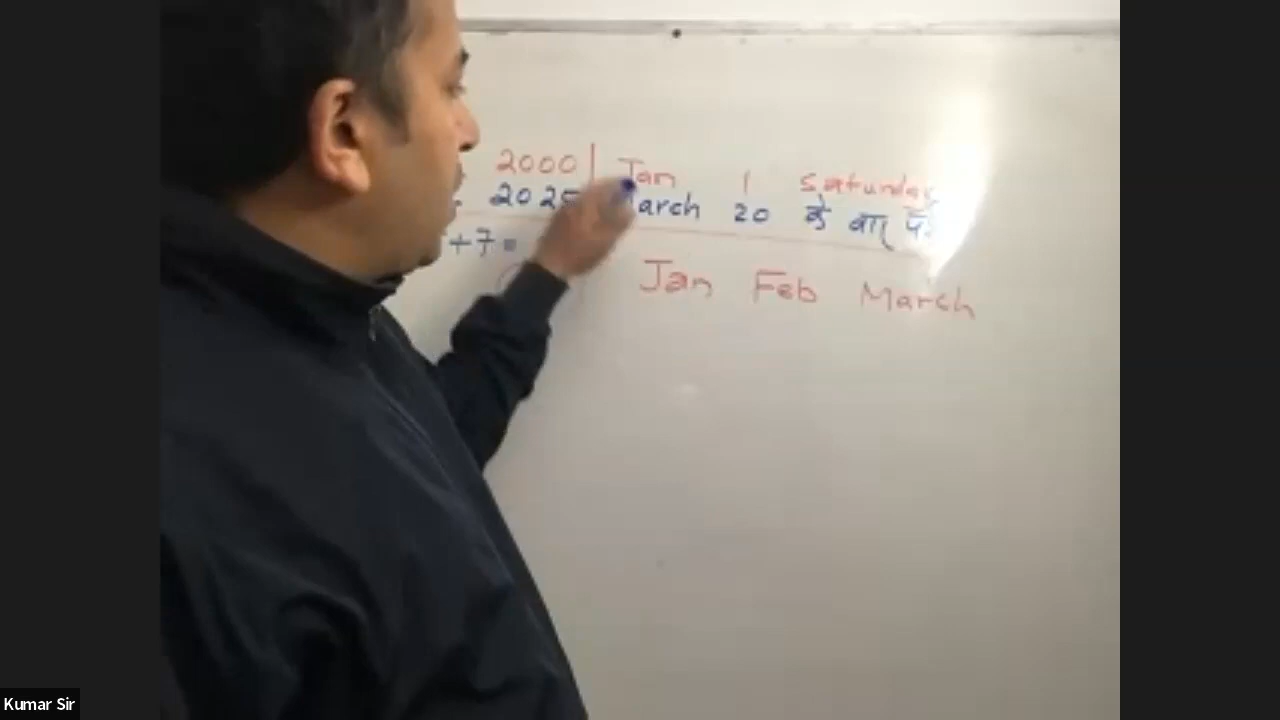 2000 | Jan 1 Saturday
2025 March 20 के वार
+7=
Jan Feb March
Kumar Sir